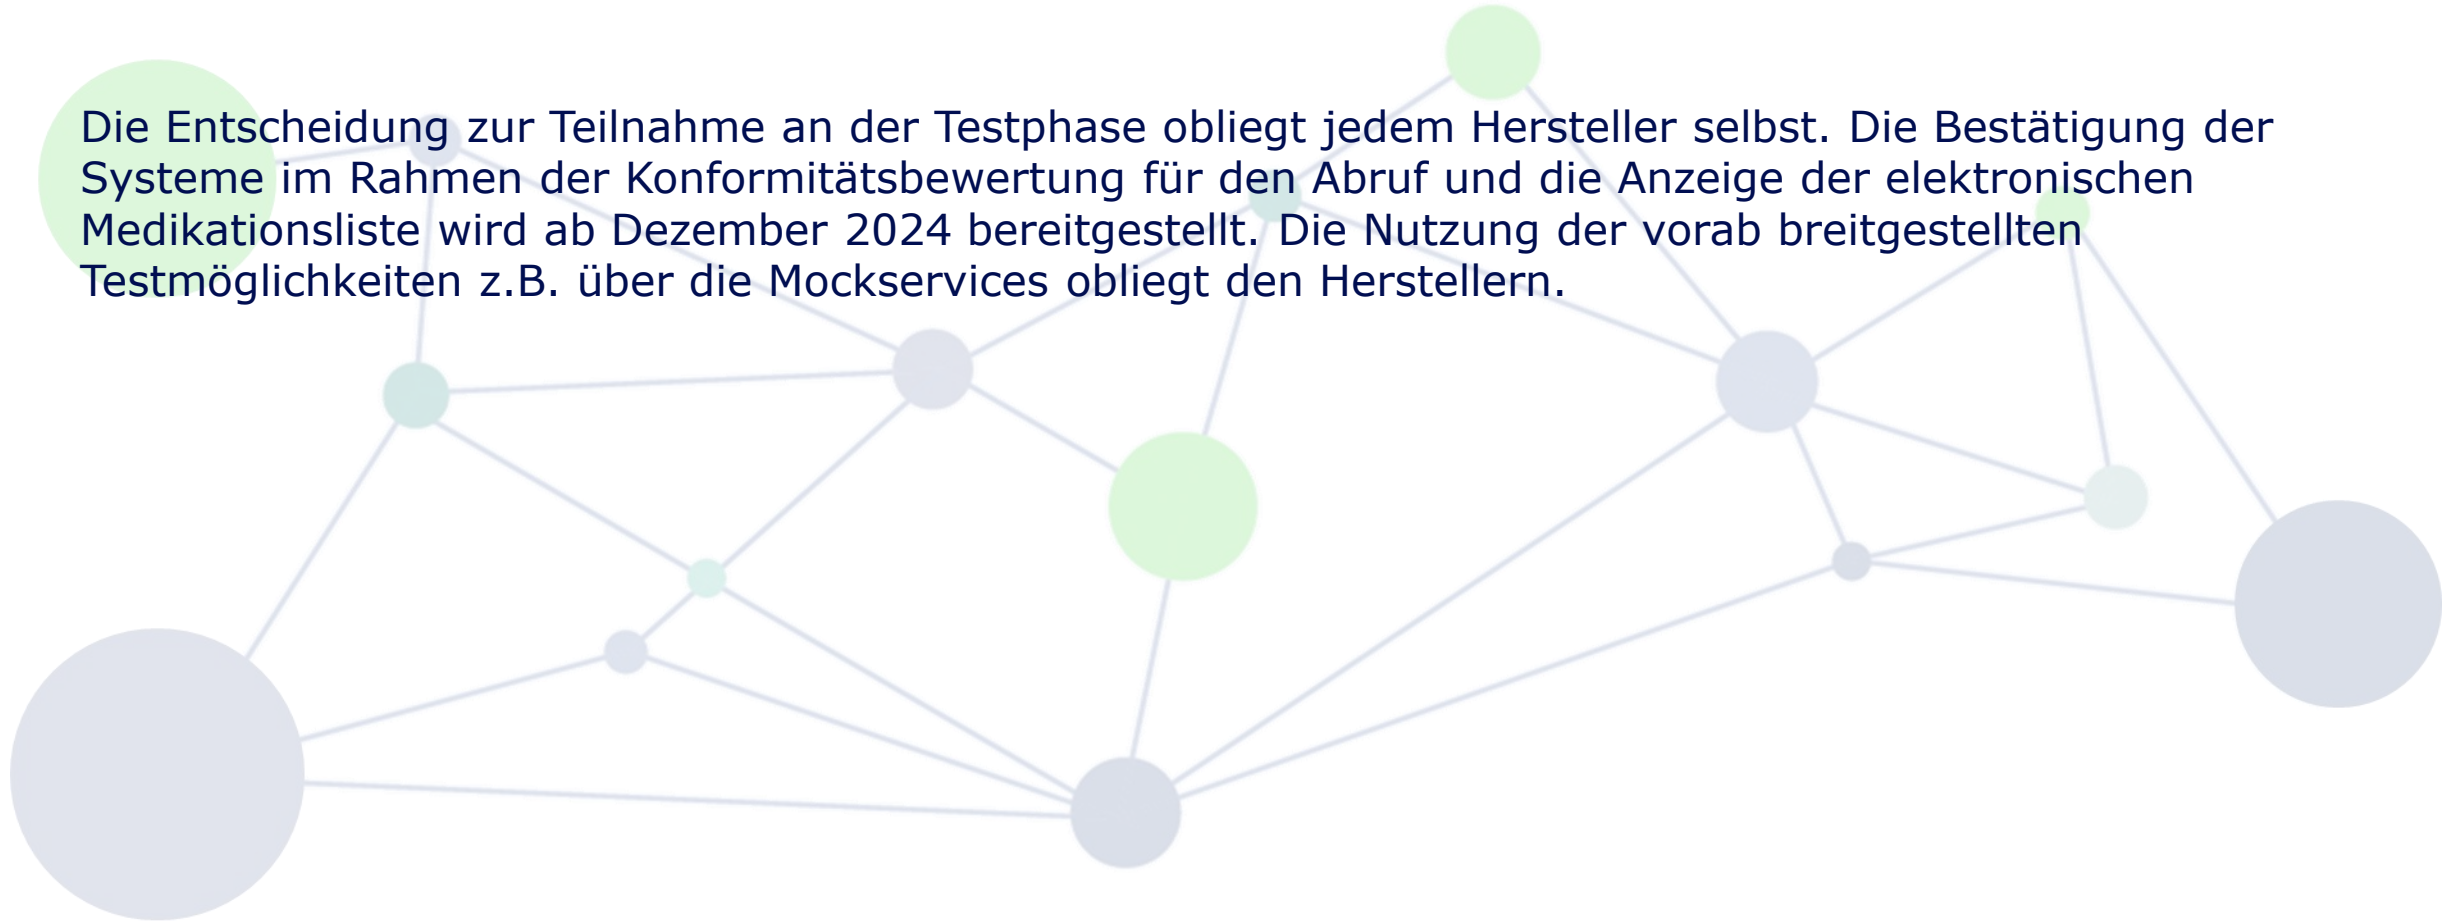 Die Entscheidung zur Teilnahme an der Testphase obliegt jedem Hersteller selbst. Die Bestätigung der
Systeme im Rahmen der Konformitätsbewertung für den Abruf und die Anzeige der elektronischen
Medikationsliste wird ab Dezember 2024 bereitgestellt. Die Nutzung der vorab breitgestellten
Testmöglichkeiten z.B. über die Mockservices obliegt den Herstellern.